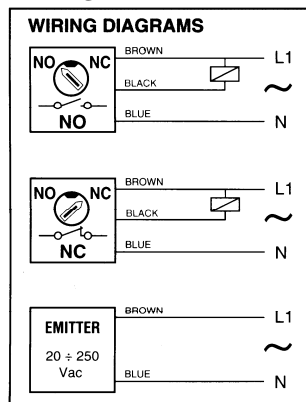 WIRING DIAGRAMS
NO NC
NO
BROWN
BLACK
BLUE
L1
~
N
NO NC
NC
BROWN
BLACK
BLUE
L1
~
N
EMITTER
20 ÷ 250
Vac
BROWN
BLUE
L1
~
N